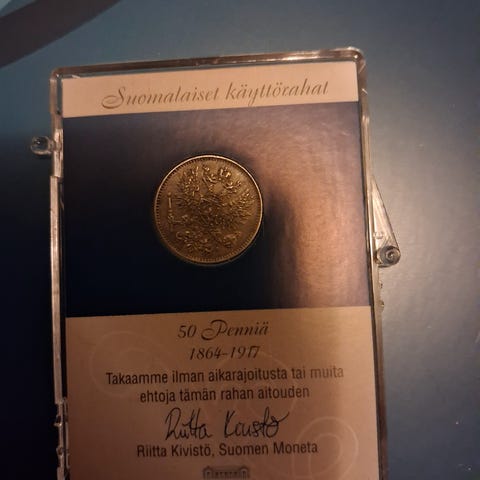 Suomalaiset käyttörahat
50 Penniä
1864-1917
Takaamme ilman aikarajoitusta tai muita
ehtoja tämän rahan aitouden
Riitta Kivistö
Riitta Kivistö, Suomen Moneta